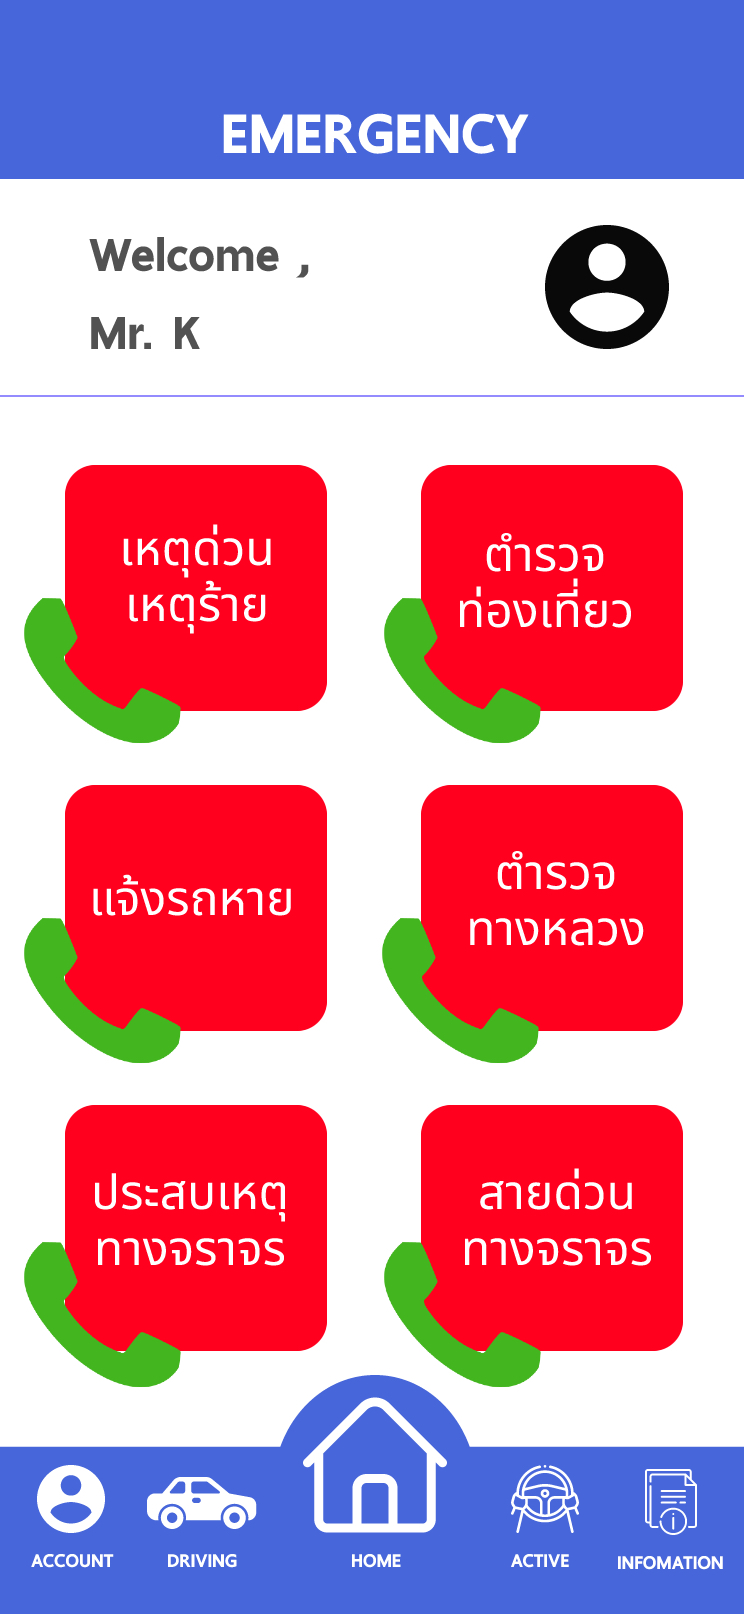 EMERGENCY
Welcome ,
Mr. K
เหตุด่วน
เหตุร้าย
ตำรวจ
ท่องเที่ยว
แจ้งรถหาย
ตำรวจ
ทางหลวง
ประสบเหตุ
ทางจราจร
สายด่วน
ทางจราจร
ACCOUNT
DRIVING
HOME
ACTIVE
INFOMATION